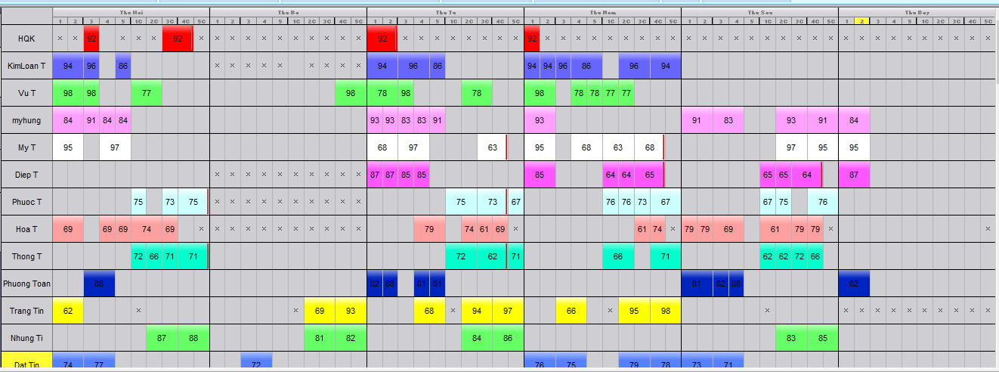 The Hai The Ba The Tu The Nam The Sau The Bay
1 2 3 4 5 1C 2C 3C 4C 5C 1 2 3 4 5 1C 2C 3C 4C 5C 1 2 3 4 5 1C 2C 3C 4C 5C 1 2 3 4 5 1C 2C 3C 4C 5C 1 2 3 4 5 1C 2C 3C 4C 5C 1 2 3 4 5 1C 2C 3C 4C 5C
HQK × × 92 × × × × 92 × × × × × × × × × × × 92 × × × × × × × × 92 × × × × × × × × × × × × × × × × × × × × × × × × × × × × ×
KimLoan T 94 96 86 × × × × × × × × × 94 96 86 94 94 96 86 96 94
Vu T 98 98 77 98 78 98 78 98 78 78 77 77
myhung 84 91 84 84 93 93 83 83 91 93 91 83 93 91 84
My T 95 97 68 97 63 95 68 63 68 97 95 95
Diep T × × × × × × × × × × 87 87 85 85 85 64 64 65 65 65 64 87
Phuoc T 75 73 75 × × × × × × × × × × 75 73 67 76 76 73 67 67 75 76
Hoa T 69 69 69 74 69 × × × × × × × × × × × 79 74 61 69 × 61 74 × 79 79 69 61 79 79 × ×
Thong T 72 66 71 71 72 62 71 66 71 62 62 72 66
Phuong Toan 88 82 88 81 81 81 82 88 82
Trang Tin 62 × × 69 93 68 × 94 97 66 × 95 98 × × × × × × × × × × ×
Nhung Ti 87 88 81 82 84 86 83 85
Dat Tin 74 77 72 76 75 79 78 73 71